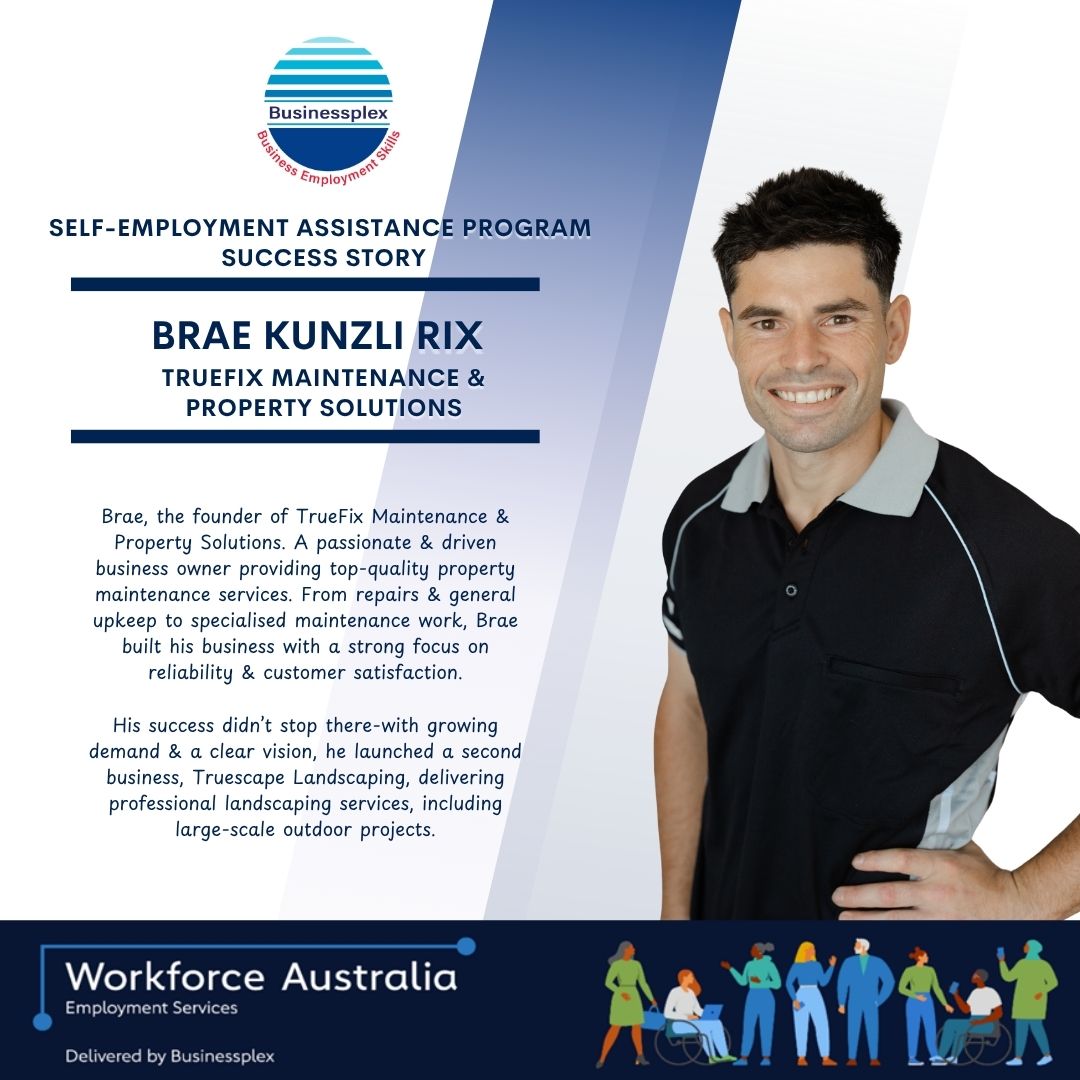 Businessplex
Business Employment Skills
SELF-EMPLOYMENT ASSISTANCE PROGRAM
SUCCESS STORY
BRAE KUNZLI RIX
TRUEFIX MAINTENANCE &
PROPERTY SOLUTIONS
Brae, the founder of TrueFix Maintenance &
Property Solutions. A passionate & driven
business owner providing top-quality property
maintenance services. From repairs & general
upkeep to specialised maintenance work, Brae
built his business with a strong focus on
reliability & customer satisfaction.
His success didn't stop there-with growing
demand & a clear vision, he launched a second
business, Truescape Landscaping, delivering
professional landscaping services, including
large-scale outdoor projects.
Workforce Australia
Employment Services
Delivered by Businessplex